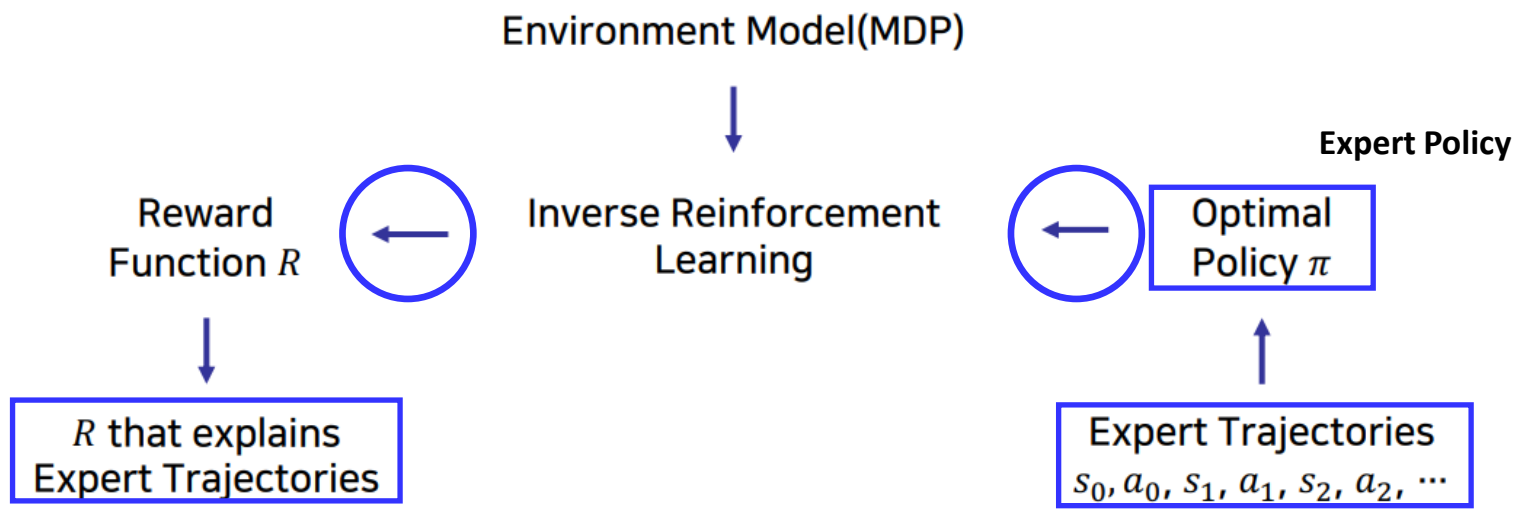 Environment Model(MDP)
Expert Policy
Reward
Function R
Inverse Reinforcement
Learning
Optimal
Policy π
R that explains
Expert Trajectories
Expert Trajectories
s₀, a₀, s₁, a₁, s₂, a₂, ⋯